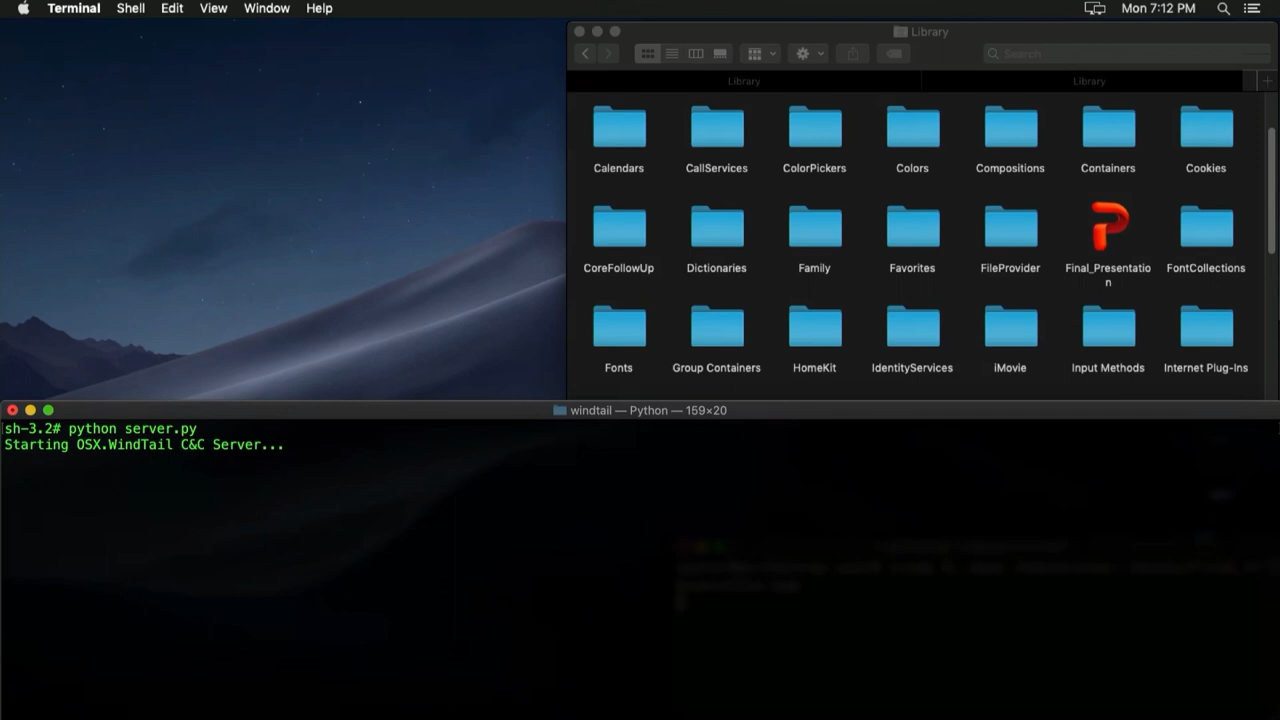 Terminal Shell Edit View Window Help
Mon 7:12 PM
Library
Search
Library Library
Calendars CallServices ColorPickers Colors Compositions Containers Cookies
CoreFollowUp Dictionaries Family Favorites FileProvider Final_Presentatio
n
FontCollections
Fonts Group Containers HomeKit IdentityServices iMovie Input Methods Internet Plug-Ins
windtail — Python — 159×20
sh-3.2# python server.py
Starting OSX.WindTail C&C Server...